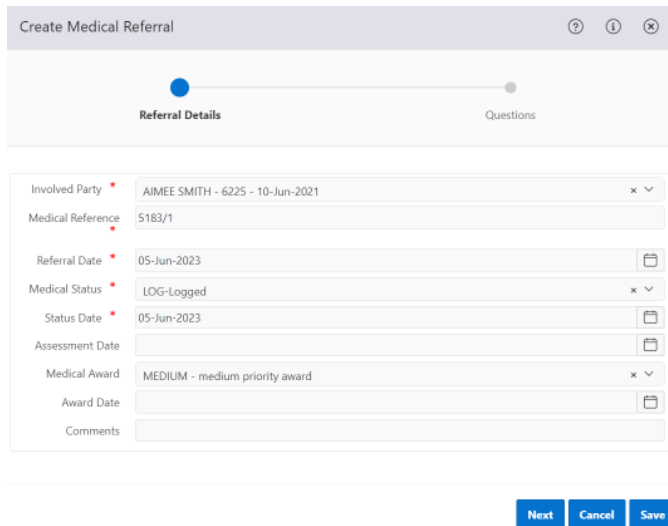 Create Medical Referral
Referral Details Questions
Involved Party * AIMEE SMITH - 6225 - 10-Jun-2021
Medical Reference * 5183/1
Referral Date * 05-Jun-2023
Medical Status * LOG-Logged
Status Date * 05-Jun-2023
Assessment Date
Medical Award MEDIUM - medium priority award
Award Date
Comments
Next Cancel Save